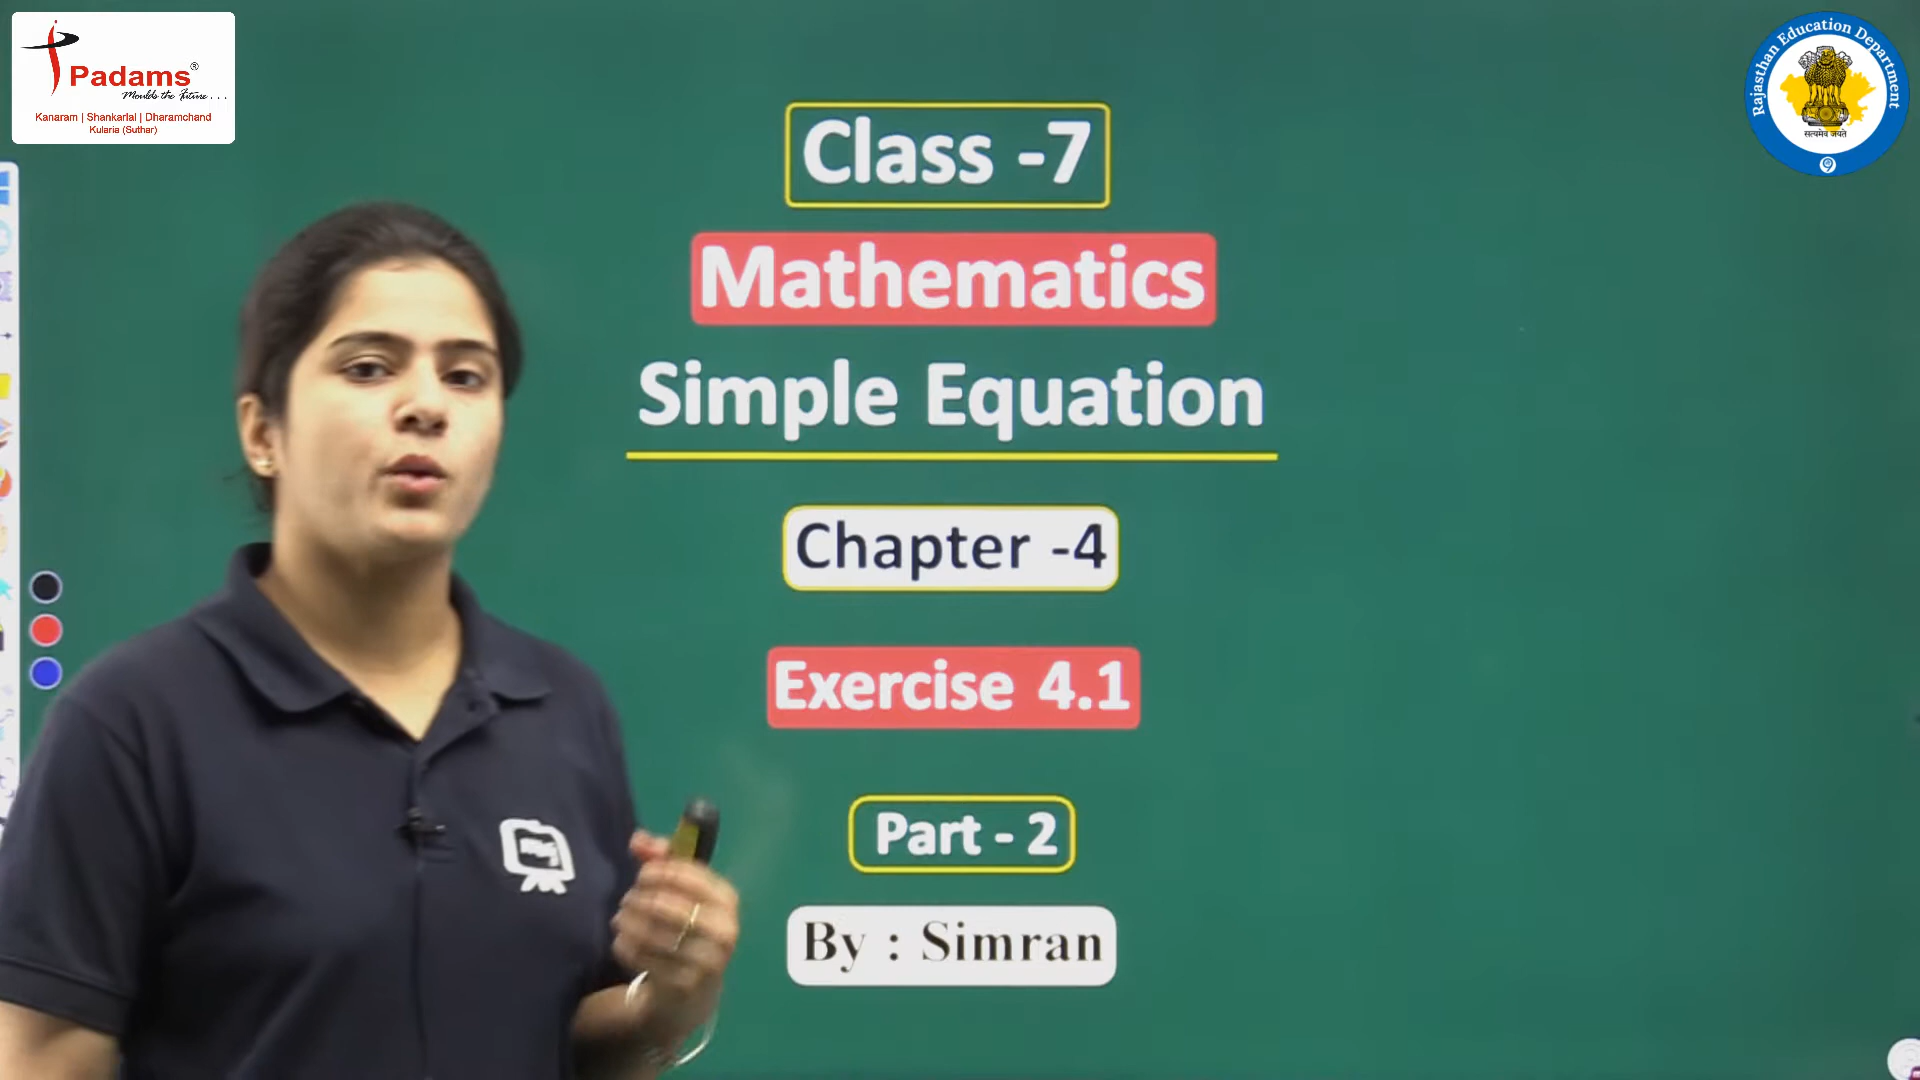 Padams®
Moulds the Future . . .
Kanaram | Shankarlal | Dharamchand
Kularia (Suthar)
Rajasthan Education Department
सत्यमेव जयते
Class -7
Mathematics
Simple Equation
Chapter -4
Exercise 4.1
Part - 2
By : Simran